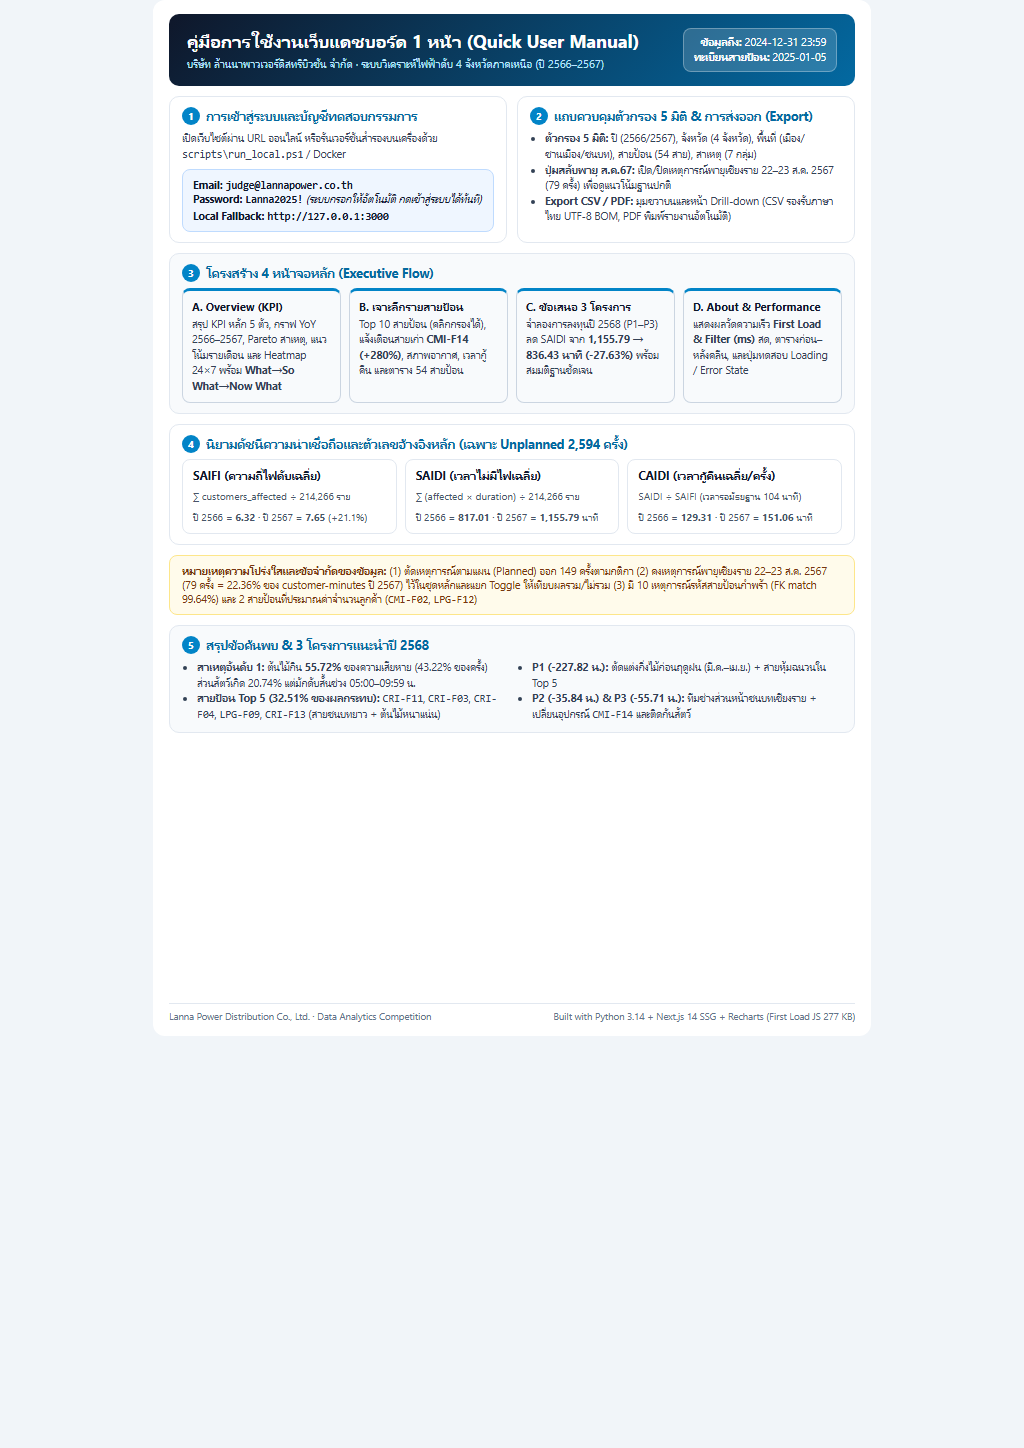 คู่มือการใช้งานเว็บแดชบอร์ด 1 หน้า (Quick User Manual)
บริษัท ล้านนาพาวเวอร์ดิสทริบิวชัน จำกัด · ระบบวิเคราะห์ไฟฟ้าดับ 4 จังหวัดภาคเหนือ (ปี 2566–2567)
ข้อมูลถึง: 2024-12-31 23:59
ทะเบียนสายป้อน: 2025-01-05
1 การเข้าสู่ระบบและบัญชีทดสอบกรรมการ
เปิดเว็บไซต์ผ่าน URL ออนไลน์ หรือรันเวอร์ชันสำรองบนเครื่องด้วย
scripts\run_local.ps1 / Docker
Email: judge@lannapower.co.th
Password: Lanna2025! (ระบบกรอกให้อัตโนมัติ กดเข้าสู่ระบบได้ทันที)
Local Fallback: http://127.0.0.1:3000
2 แถบควบคุมตัวกรอง 5 มิติ & การส่งออก (Export)
• ตัวกรอง 5 มิติ: ปี (2566/2567), จังหวัด (4 จังหวัด), พื้นที่ (เมือง/
ชานเมือง/ชนบท), สายป้อน (54 สาย), สาเหตุ (7 กลุ่ม)
• ปุ่มสลับพายุ ส.ค.67: เปิด/ปิดเหตุการณ์พายุเชียงราย 22–23 ส.ค. 2567
(79 ครั้ง) เพื่อดูแนวโน้มฐานปกติ
• Export CSV / PDF: มุมขวาบนและหน้า Drill-down (CSV รองรับภาษา
ไทย UTF-8 BOM, PDF พิมพ์รายงานอัตโนมัติ)
3 โครงสร้าง 4 หน้าจอหลัก (Executive Flow)
A. Overview (KPI)
สรุป KPI หลัก 5 ตัว, กราฟ YoY
2566–2567, Pareto สาเหตุ, แนว
โน้มรายเดือน และ Heatmap
24×7 พร้อม What→So
What→Now What
B. เจาะลึกรายสายป้อน
Top 10 สายป้อน (คลิกกรองได้),
แจ้งเตือนสายเก่า CMI-F14
(+280%), สภาพอากาศ, เวลากู้
คืน และตาราง 54 สายป้อน
C. ข้อเสนอ 3 โครงการ
จำลองการลงทุนปี 2568 (P1–P3)
ลด SAIDI จาก 1,155.79 →
836.43 นาที (-27.63%) พร้อม
สมมติฐานชัดเจน
D. About & Performance
แสดงผลวัดความเร็ว First Load
& Filter (ms) สด, ตารางก่อน–
หลังคลีน, และปุ่มทดสอบ Loading
/ Error State
4 นิยามดัชนีความน่าเชื่อถือและตัวเลขอ้างอิงหลัก (เฉพาะ Unplanned 2,594 ครั้ง)
SAIFI (ความถี่ไฟดับเฉลี่ย)
∑ customers_affected ÷ 214,266 ราย
ปี 2566 = 6.32 · ปี 2567 = 7.65 (+21.1%)
SAIDI (เวลาไม่มีไฟเฉลี่ย)
∑ (affected × duration) ÷ 214,266 ราย
ปี 2566 = 817.01 · ปี 2567 = 1,155.79 นาที
CAIDI (เวลากู้คืนเฉลี่ย/ครั้ง)
SAIDI ÷ SAIFI (เวลารอมัธยฐาน 104 นาที)
ปี 2566 = 129.31 · ปี 2567 = 151.06 นาที
หมายเหตุความโปร่งใสและข้อจำกัดของข้อมูล: (1) ตัดเหตุการณ์ตามแผน (Planned) ออก 149 ครั้งตามกติกา (2) คงเหตุการณ์พายุเชียงราย 22–23 ส.ค. 2567
(79 ครั้ง = 22.36% ของ customer-minutes ปี 2567) ไว้ในชุดหลักและแยก Toggle ให้เทียบผลรวม/ไม่รวม (3) มี 10 เหตุการณ์รหัสสายป้อนกำพร้า (FK match
99.64%) และ 2 สายป้อนที่ประมาณค่าจำนวนลูกค้า (CMI-F02, LPG-F12)
5 สรุปข้อค้นพบ & 3 โครงการแนะนำปี 2568
• สาเหตุอันดับ 1: ต้นไม้กิน 55.72% ของความเสียหาย (43.22% ของครั้ง)
ส่วนสัตว์เกิด 20.74% แต่มักดับสั้นช่วง 05:00–09:59 น.
• สายป้อน Top 5 (32.51% ของผลกระทบ): CRI-F11, CRI-F03, CRI-
F04, LPG-F09, CRI-F13 (สายชนบทยาว + ต้นไม้หนาแน่น)
• P1 (-227.82 น.): ตัดแต่งกิ่งไม้ก่อนฤดูฝน (มี.ค.–เม.ย.) + สายหุ้มฉนวนใน
Top 5
• P2 (-35.84 น.) & P3 (-55.71 น.): ทีมช่างส่วนหน้าชนบทเชียงราย +
เปลี่ยนอุปกรณ์ CMI-F14 และติดกันสัตว์
Lanna Power Distribution Co., Ltd. · Data Analytics Competition
Built with Python 3.14 + Next.js 14 SSG + Recharts (First Load JS 277 KB)